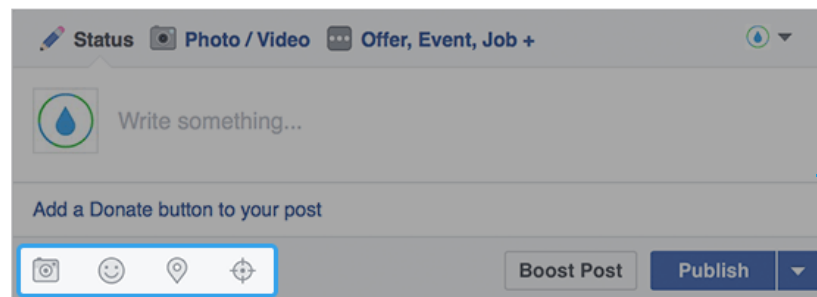 Status Photo / Video Offer, Event, Job +
Write something...
Add a Donate button to your post
Boost Post Publish